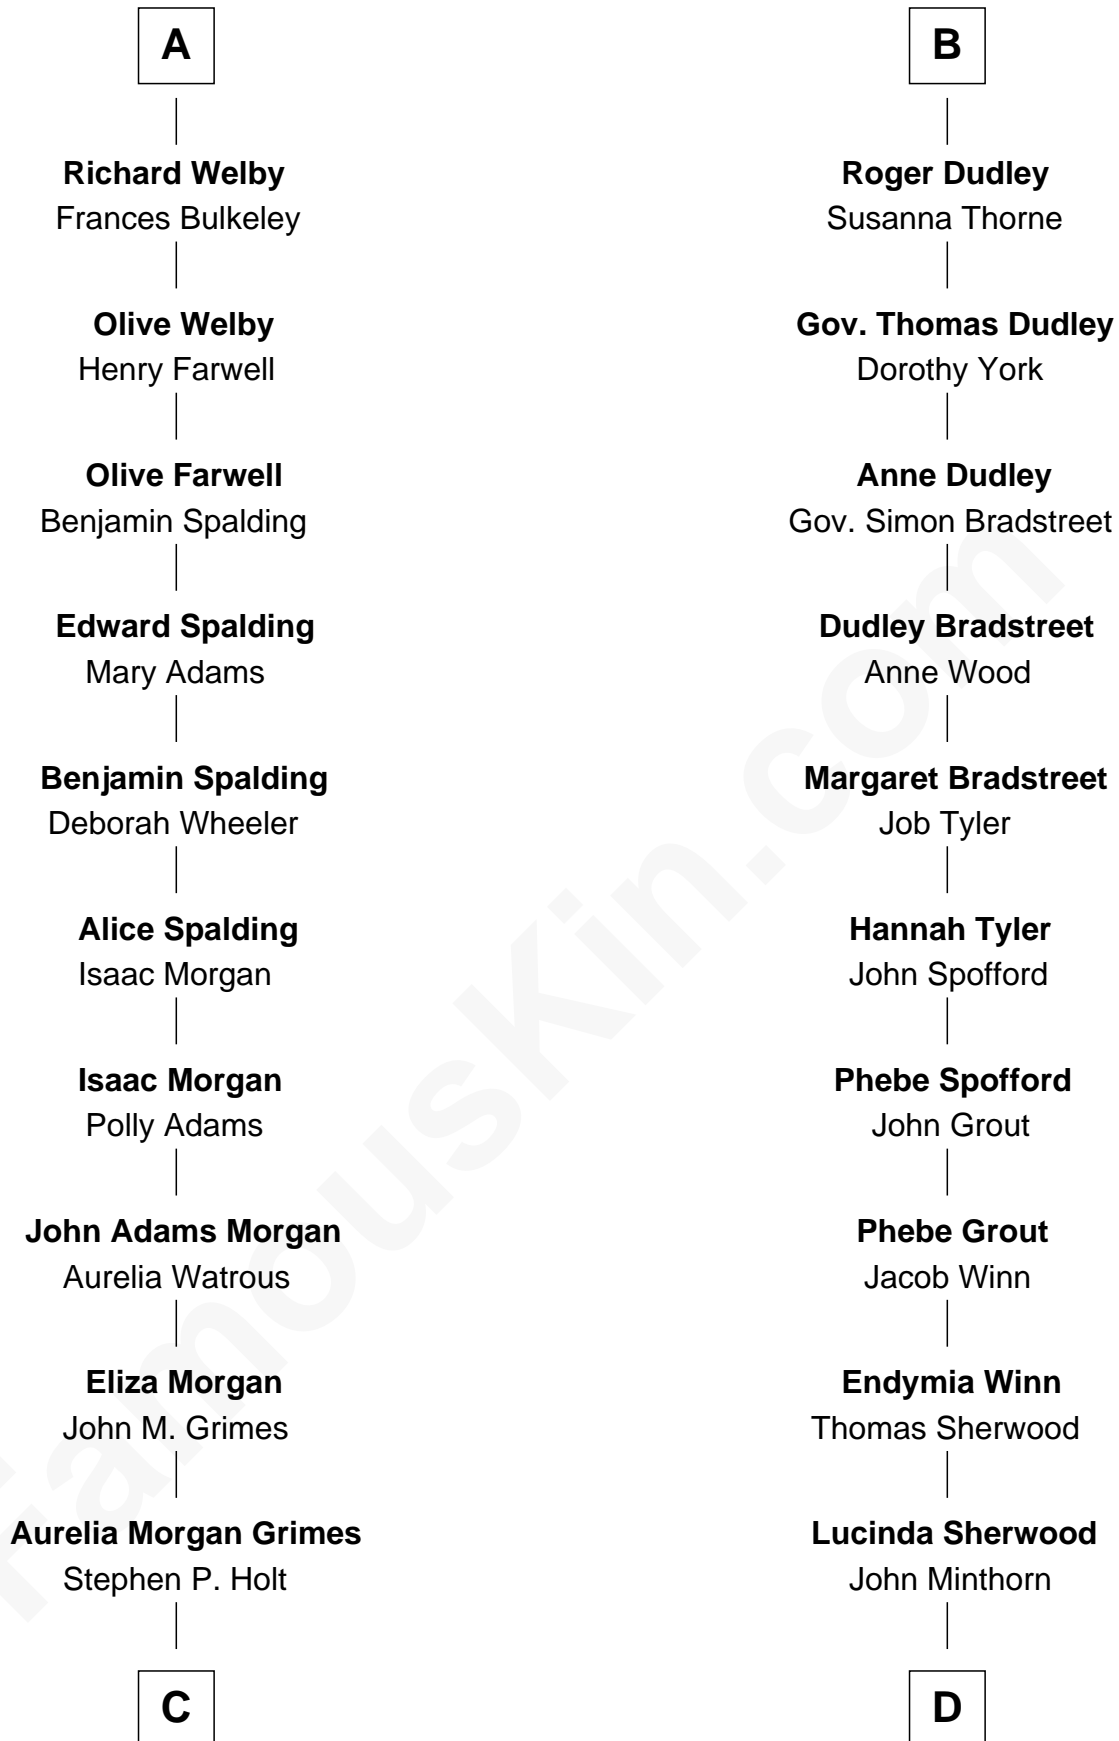 A
Richard Welby
Frances Bulkeley
Olive Welby
Henry Farwell
Olive Farwell
Benjamin Spalding
Edward Spalding
Mary Adams
Benjamin Spalding
Deborah Wheeler
Alice Spalding
Isaac Morgan
Isaac Morgan
Polly Adams
John Adams Morgan
Aurelia Watrous
Eliza Morgan
John M. Grimes
Aurelia Morgan Grimes
Stephen P. Holt
C
B
Roger Dudley
Susanna Thorne
Gov. Thomas Dudley
Dorothy York
Anne Dudley
Gov. Simon Bradstreet
Dudley Bradstreet
Anne Wood
Margaret Bradstreet
Job Tyler
Hannah Tyler
John Spofford
Phebe Spofford
John Grout
Phebe Grout
Jacob Winn
Endymia Winn
Thomas Sherwood
Lucinda Sherwood
John Minthorn
D
FamousKin.com